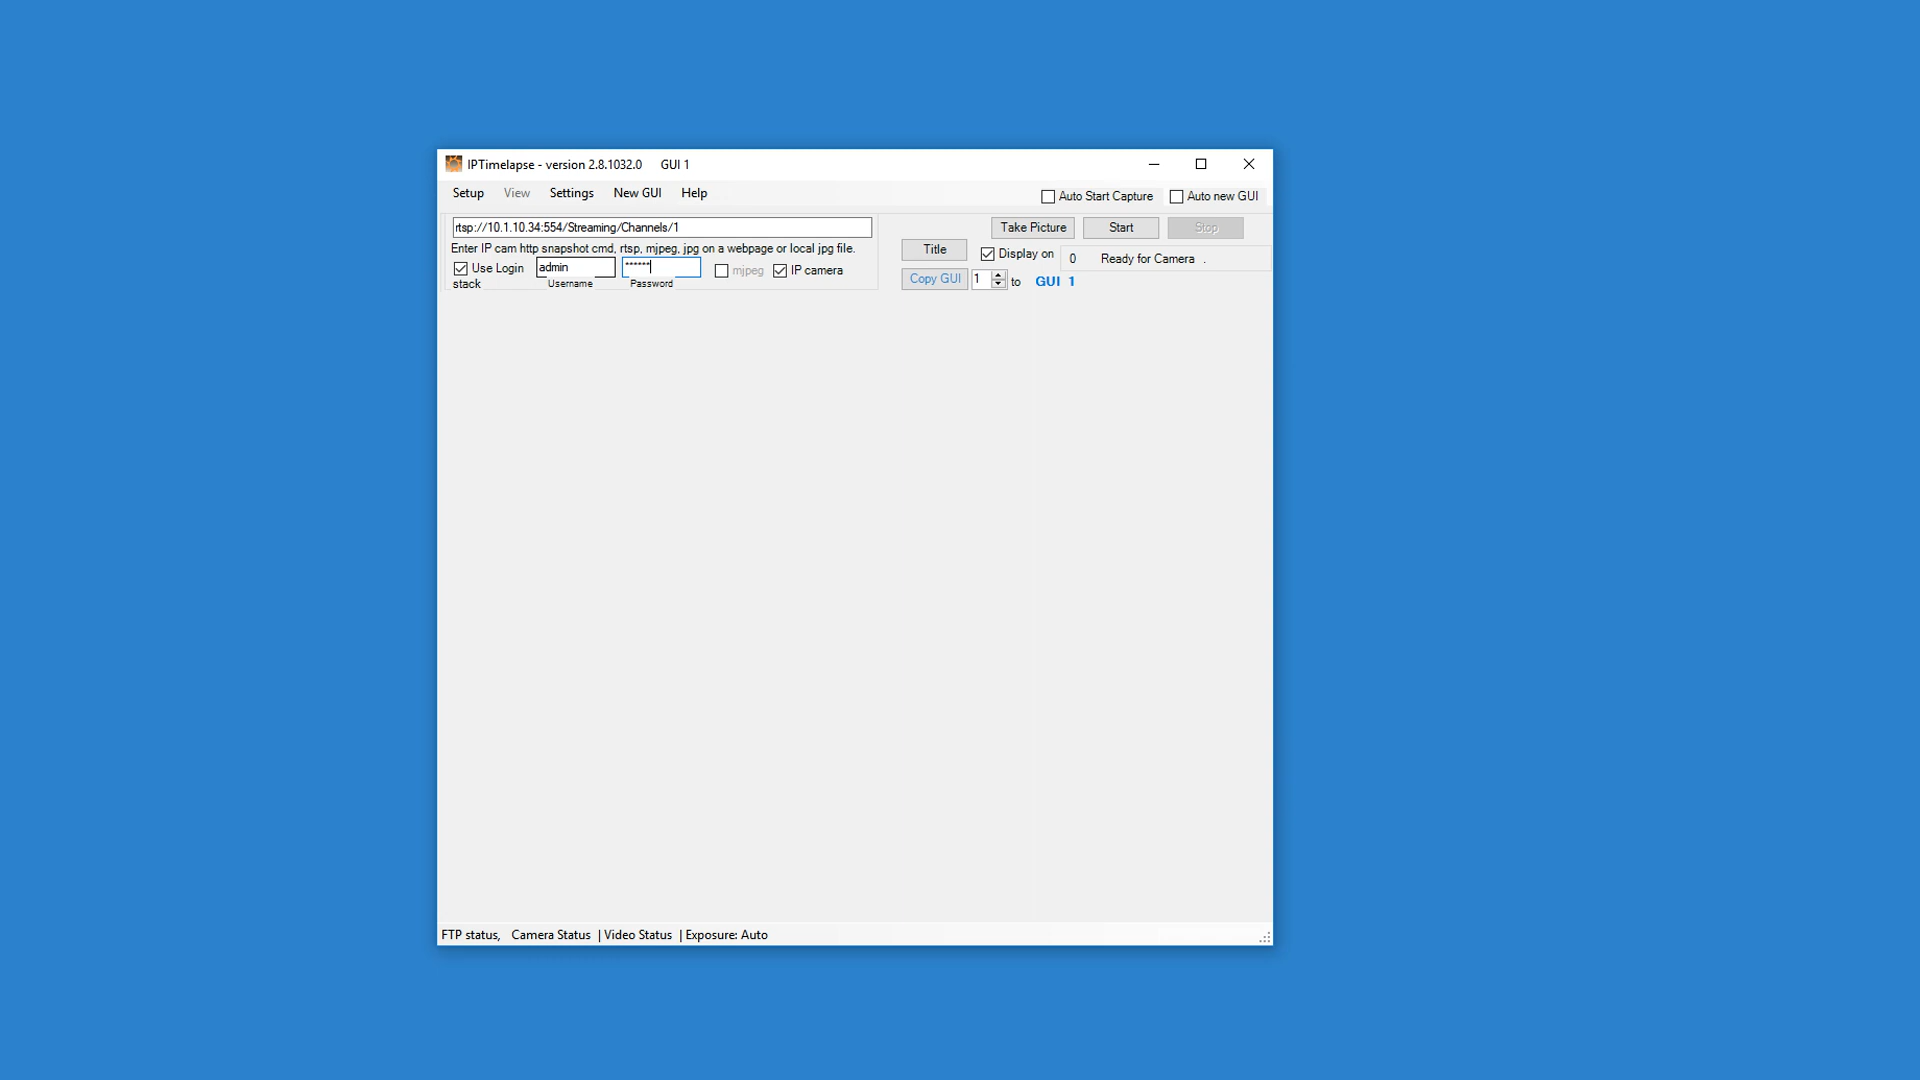 IPTimelapse - version 2.8.1032.0 GUI 1
Setup View Settings New GUI Help
Auto Start Capture Auto new GUI
rtsp://10.1.10.34:554/Streaming/Channels/1
Take Picture Start Stop
Enter IP cam http snapshot cmd, rtsp, mjpeg, jpg on a webpage or local jpg file.
Title Display on 0 Ready for Camera .
Use Login admin ****** mjpeg IP camera
stack Username Password
Copy GUI 1 to GUI 1
FTP status, Camera Status | Video Status | Exposure: Auto